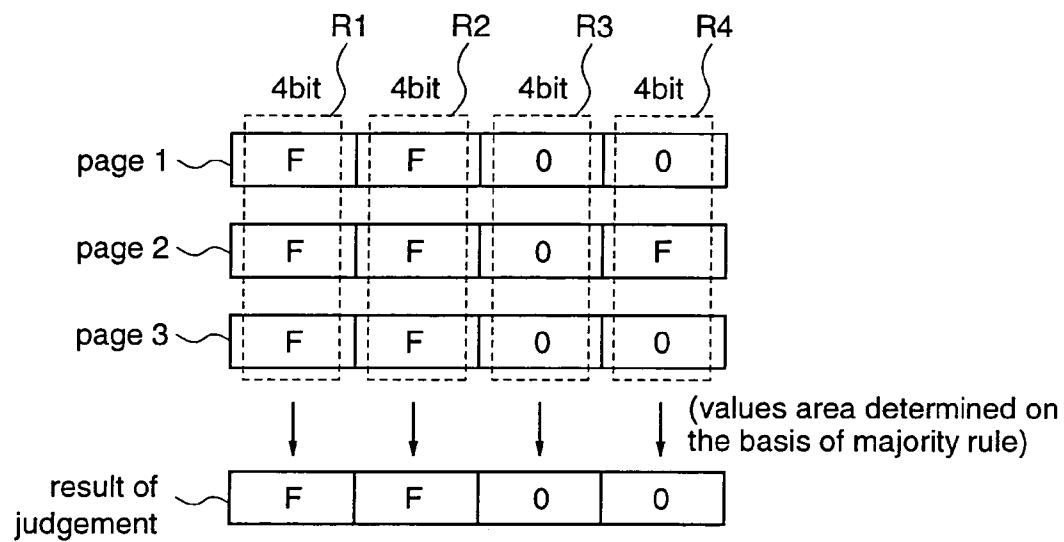 R1 R2 R3 R4
4bit 4bit 4bit 4bit
page 1 F F 0 0
page 2 F F 0 F
page 3 F F 0 0
(values area determined on
the basis of majority rule)
result of
judgement F F 0 0